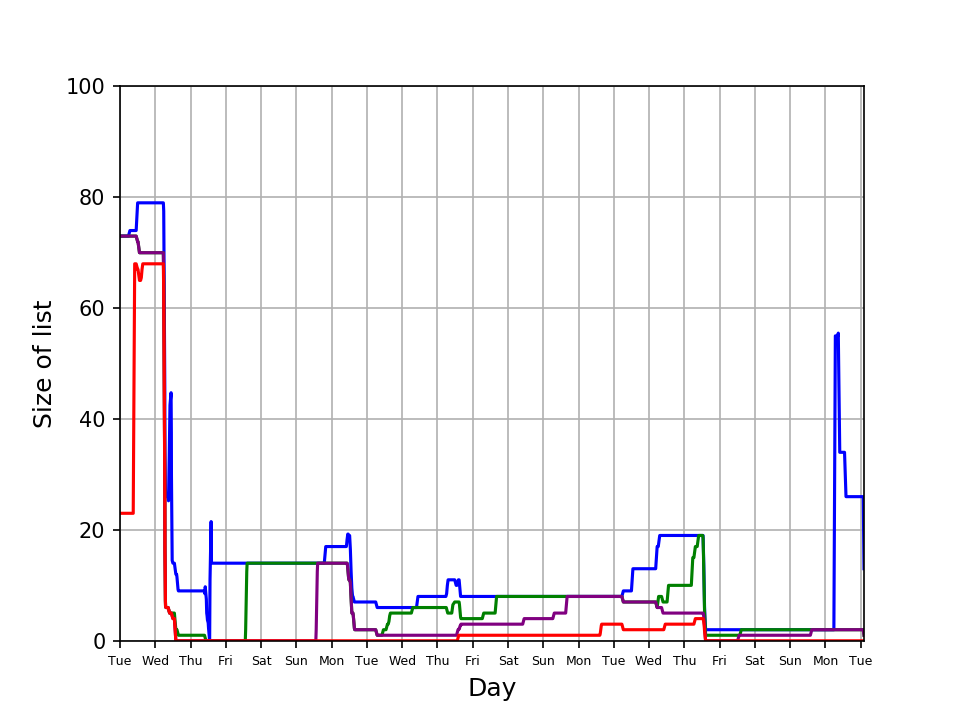 100
80
60
40
20
0
Size of list
Tue Wed Thu Fri Sat Sun Mon Tue Wed Thu Fri Sat Sun Mon Tue Wed Thu Fri Sat Sun Mon Tue
Day